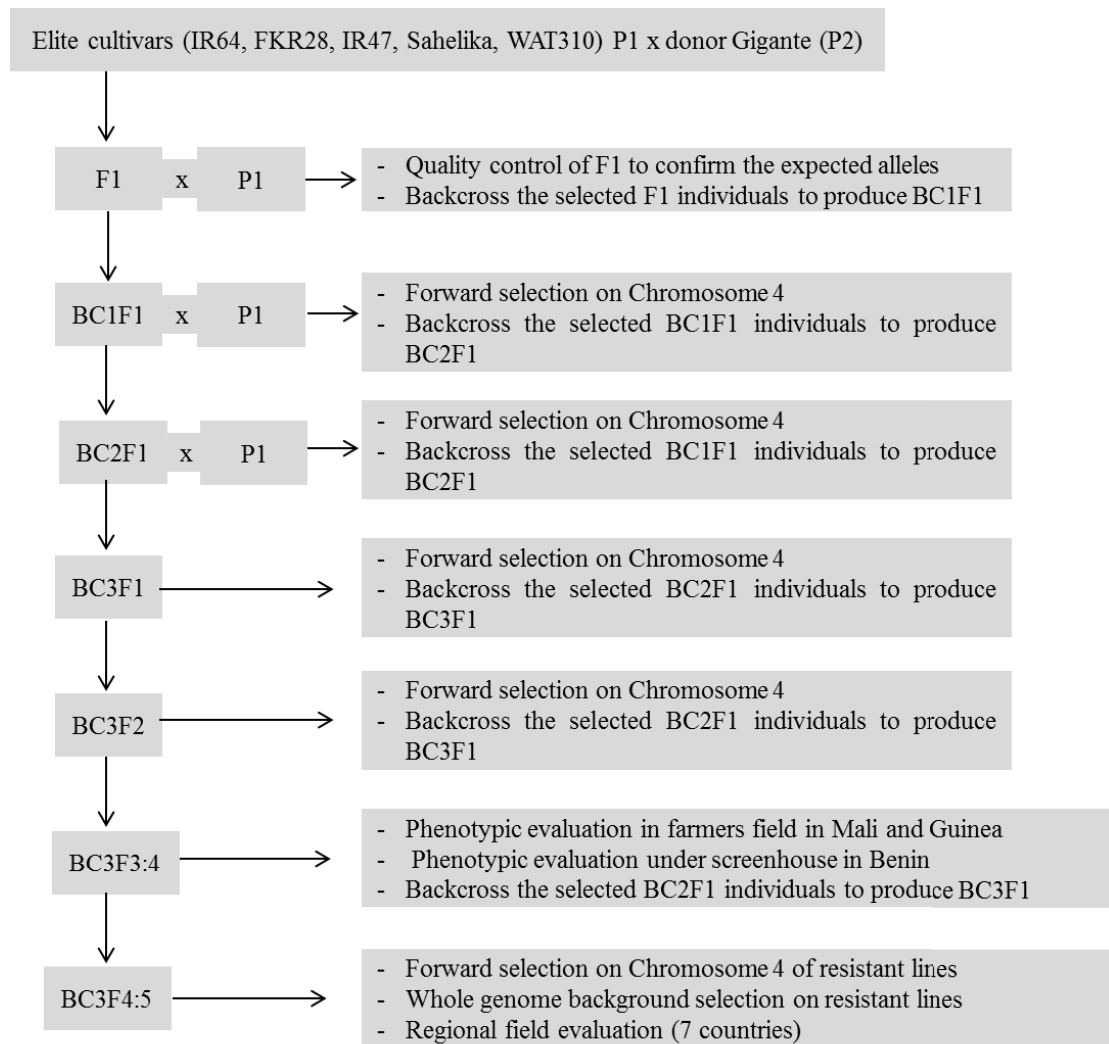 Elite cultivars (IR64, FKR28, IR47, Sahelika, WAT310) P1 x donor Gigante (P2)
F1 x P1
- Quality control of F1 to confirm the expected alleles
- Backcross the selected F1 individuals to produce BC1F1
BC1F1 x P1
- Forward selection on Chromosome 4
- Backcross the selected BC1F1 individuals to produce
BC2F1
BC2F1 x P1
- Forward selection on Chromosome 4
- Backcross the selected BC1F1 individuals to produce
BC2F1
BC3F1
- Forward selection on Chromosome 4
- Backcross the selected BC2F1 individuals to produce
BC3F1
BC3F2
- Forward selection on Chromosome 4
- Backcross the selected BC2F1 individuals to produce
BC3F1
BC3F3:4
- Phenotypic evaluation in farmers field in Mali and Guinea
- Phenotypic evaluation under screenhouse in Benin
- Backcross the selected BC2F1 individuals to produce BC3F1
BC3F4:5
- Forward selection on Chromosome 4 of resistant lines
- Whole genome background selection on resistant lines
- Regional field evaluation (7 countries)